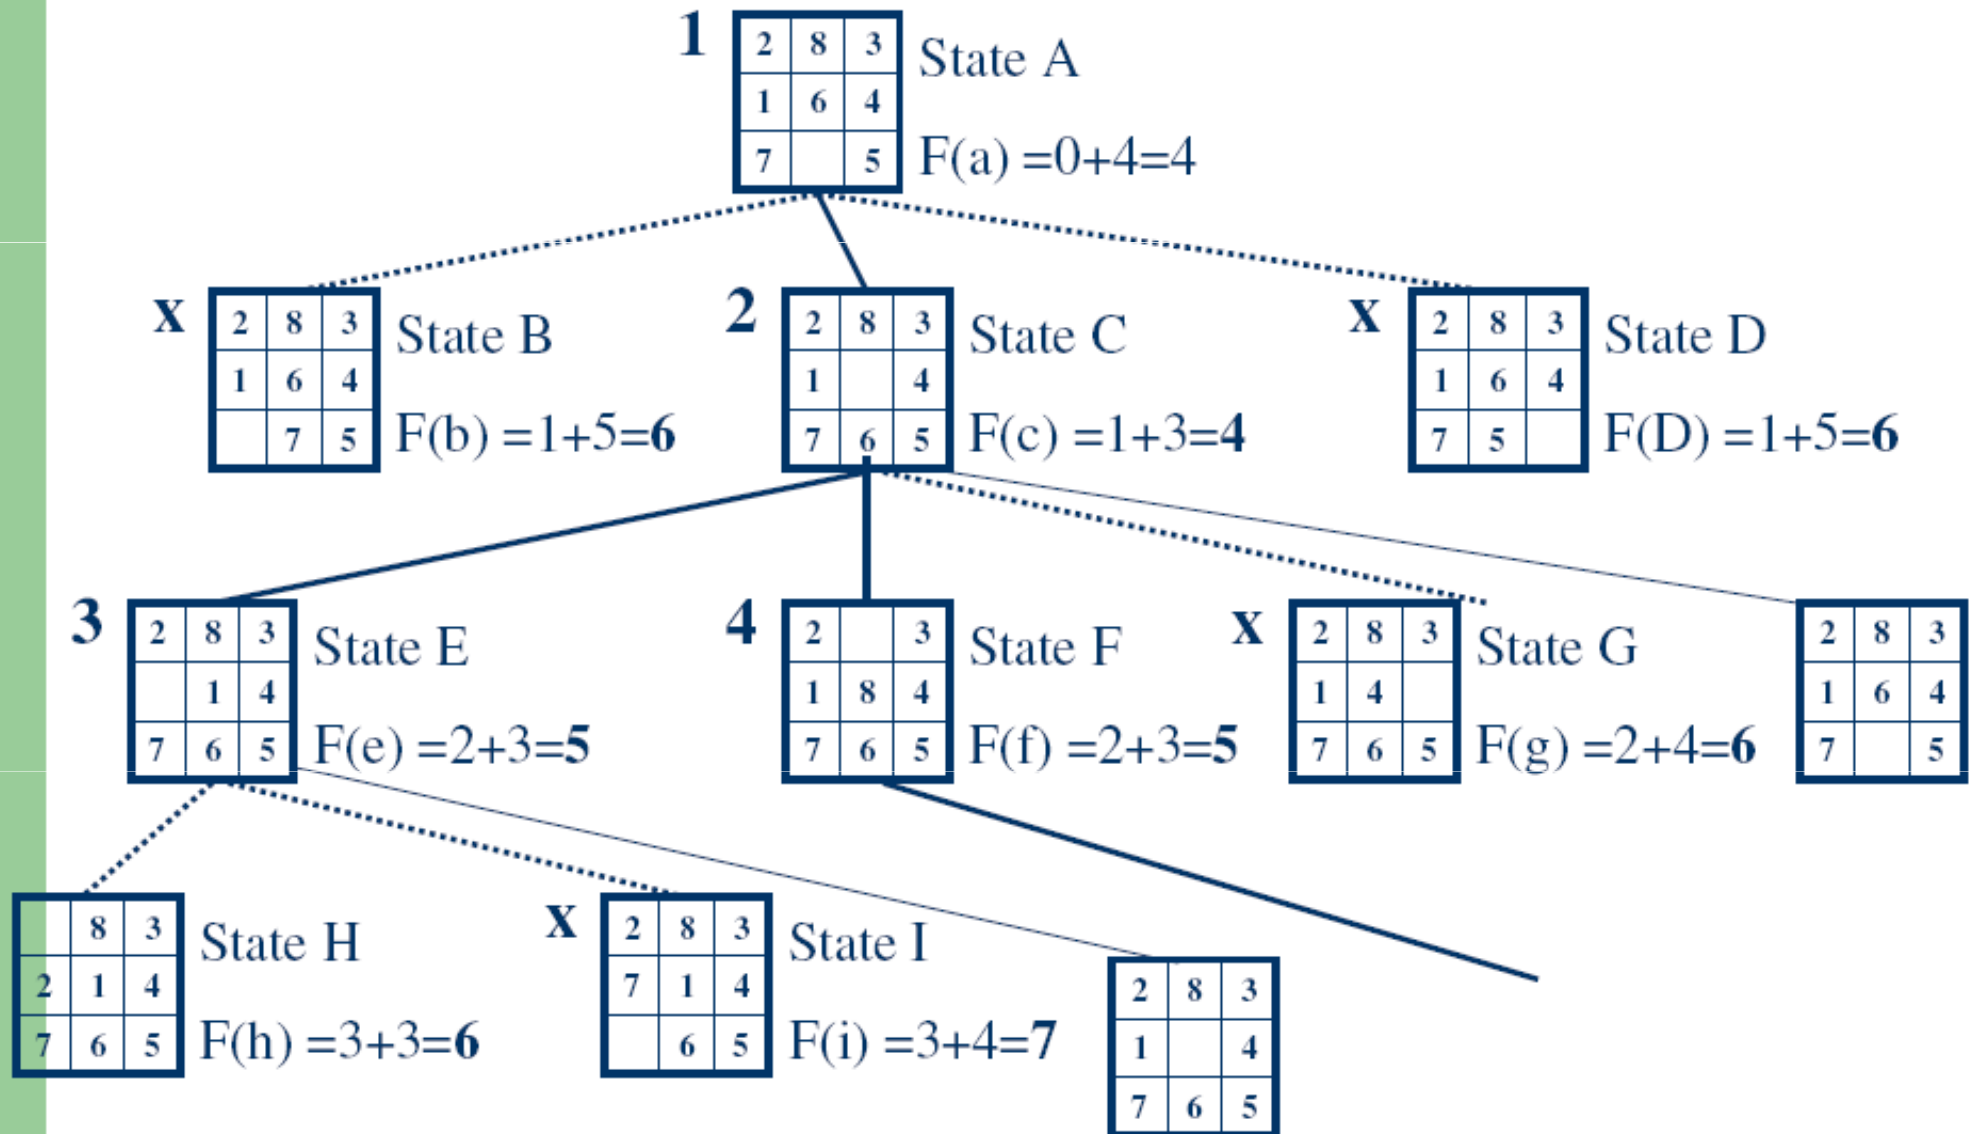 1
2 8 3
1 6 4
7 5
State A
F(a) =0+4=4
x
2 8 3
1 6 4
7 5
State B
F(b) =1+5=6
2
2 8 3
1 4
7 6 5
State C
F(c) =1+3=4
x
2 8 3
1 6 4
7 5
State D
F(D) =1+5=6
3
2 8 3
1 4
7 6 5
State E
F(e) =2+3=5
4
2 3
1 8 4
7 6 5
State F
F(f) =2+3=5
x
2 8 3
1 4
7 6 5
State G
F(g) =2+4=6
2 8 3
1 6 4
7 5
8 3
2 1 4
7 6 5
State H
F(h) =3+3=6
x
2 8 3
7 1 4
6 5
State I
F(i) =3+4=7
2 8 3
1 4
7 6 5